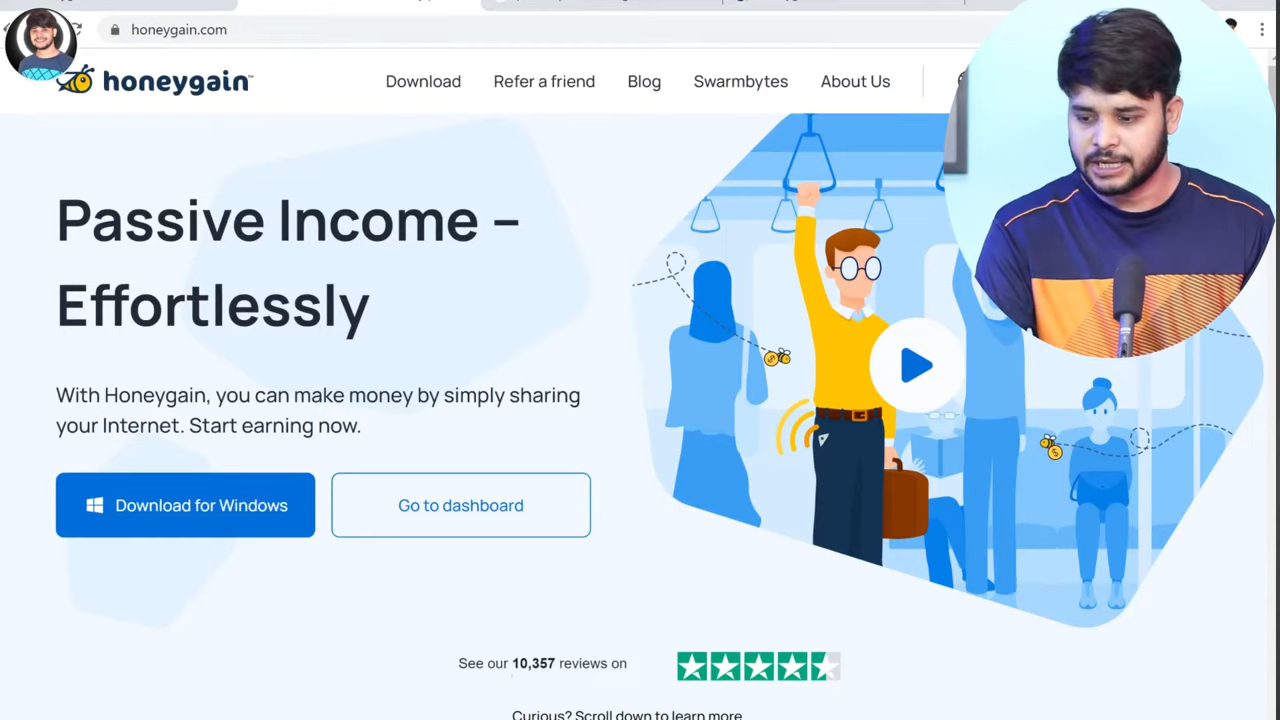 honeygain.com
honeygain™
Download
Refer a friend
Blog
Swarmbytes
About Us
Passive Income –
Effortlessly
With Honeygain, you can make money by simply sharing
your Internet. Start earning now.
Download for Windows
Go to dashboard
See our 10,357 reviews on
Curious? Scroll down to learn more